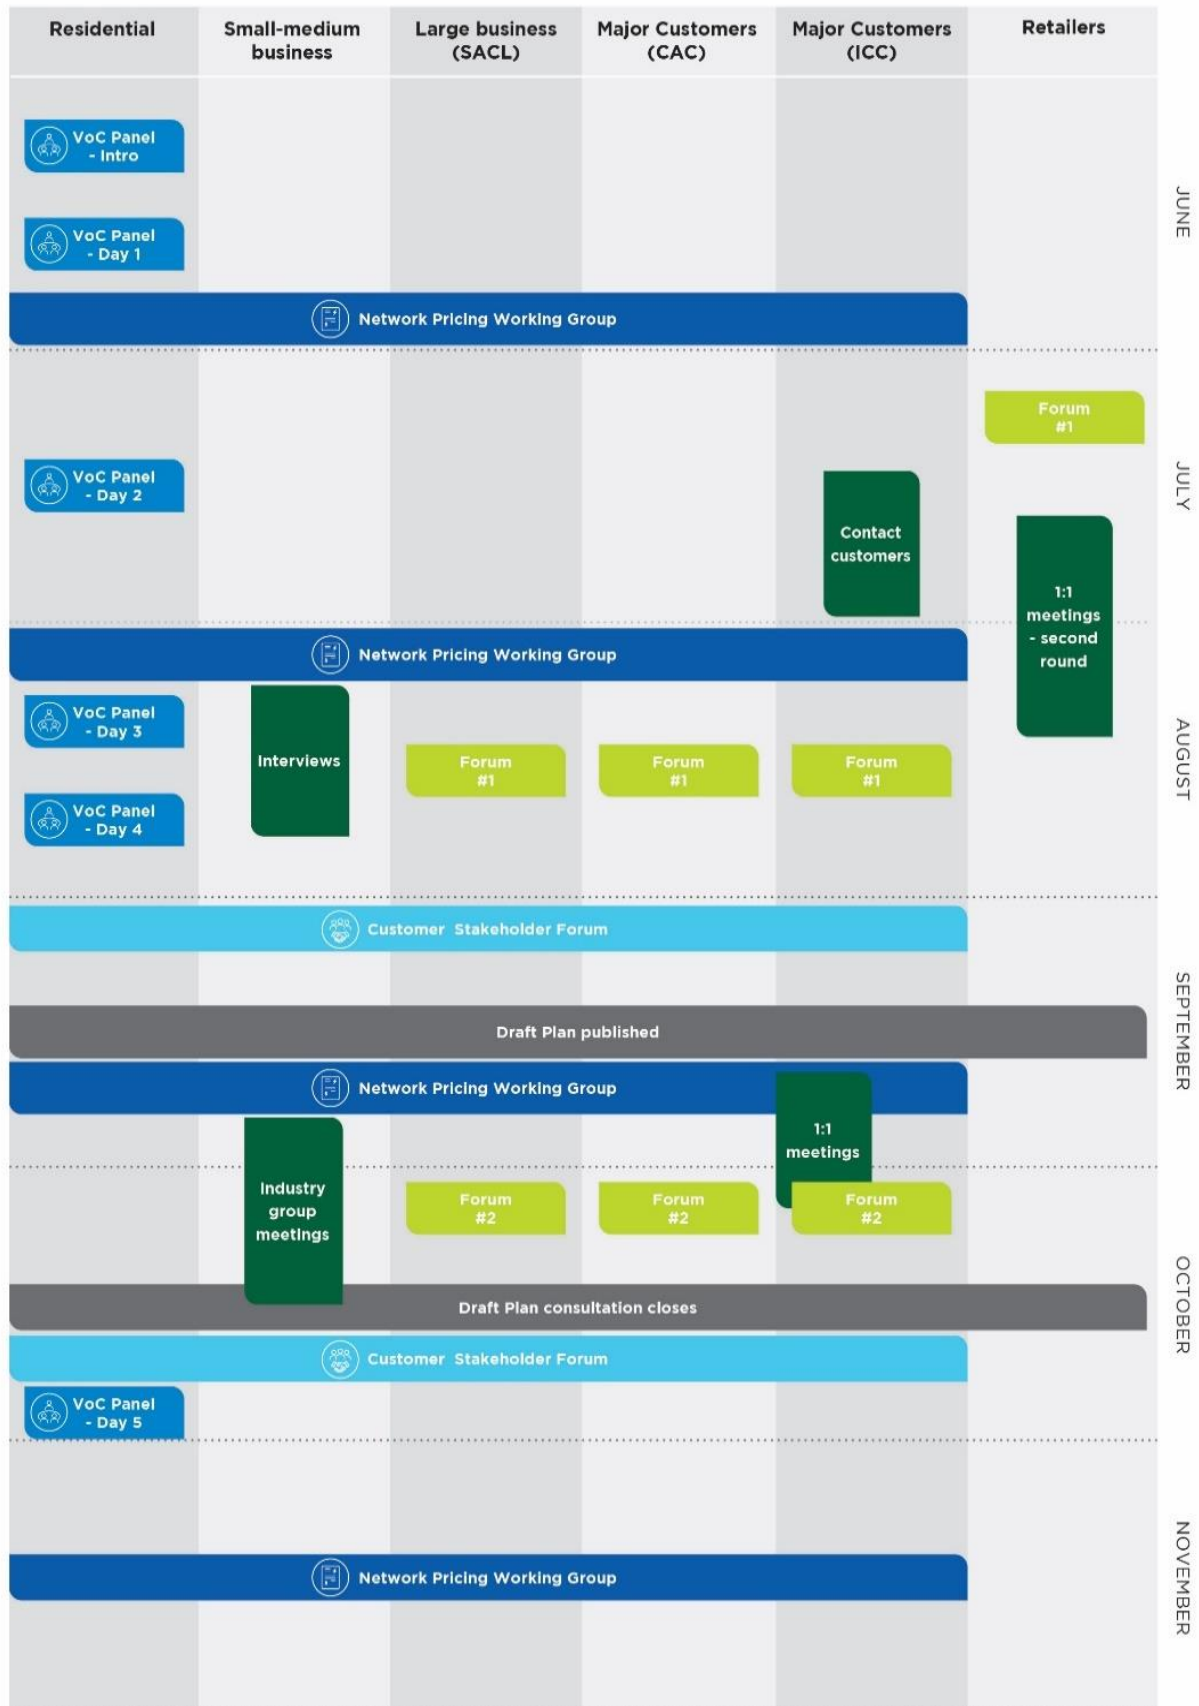 Residential
Small-medium
business
Large business
(SACL)
Major Customers
(CAC)
Major Customers
(ICC)
Retailers
JUNE
VoC Panel
- Intro
VoC Panel
- Day 1
Network Pricing Working Group
JULY
Forum
#1
VoC Panel
- Day 2
Contact
customers
1:1
meetings
- second
round
Network Pricing Working Group
AUGUST
VoC Panel
- Day 3
Interviews
Forum
#1
Forum
#1
Forum
#1
VoC Panel
- Day 4
Customer Stakeholder Forum
SEPTEMBER
Draft Plan published
Network Pricing Working Group
1:1
meetings
Industry
group
meetings
Forum
#2
Forum
#2
Forum
#2
OCTOBER
Draft Plan consultation closes
Customer Stakeholder Forum
VoC Panel
- Day 5
NOVEMBER
Network Pricing Working Group